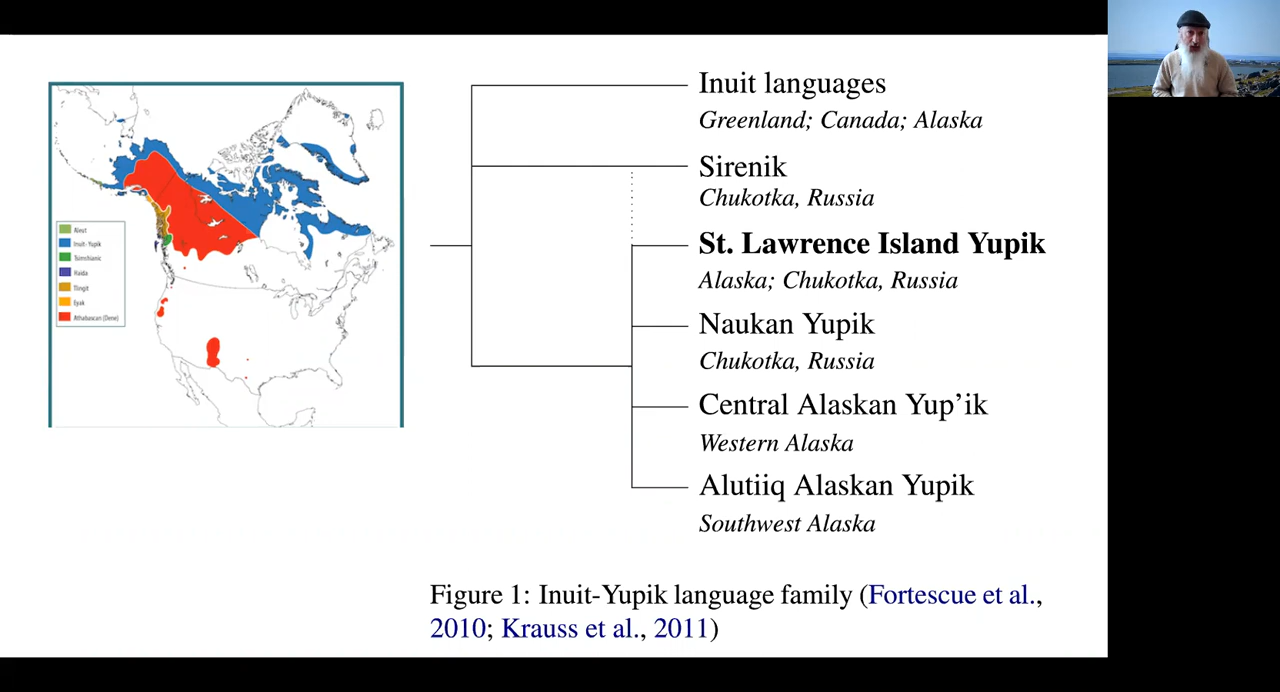 Aleut
Inuit-Yupik
Tsimshianic
Haida
Tlingit
Eyak
Athabascan (Dene)
Inuit languages
Greenland; Canada; Alaska
Sirenik
Chukotka, Russia
St. Lawrence Island Yupik
Alaska; Chukotka, Russia
Naukan Yupik
Chukotka, Russia
Central Alaskan Yup’ik
Western Alaska
Alutiiq Alaskan Yupik
Southwest Alaska
Figure 1: Inuit-Yupik language family (Fortescue et al.,
2010; Krauss et al., 2011)